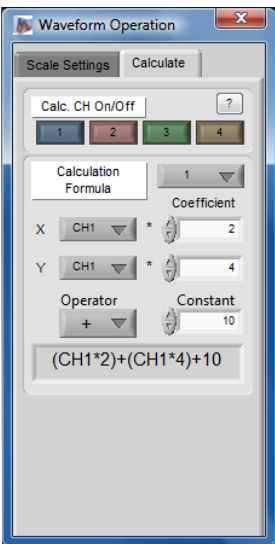 Waveform Operation
Scale Settings Calculate
Calc. CH On/Off ?
1 2 3 4
Calculation
Formula
1
Coefficient
X CH1 * 2
Y CH1 * 4
Operator Constant
+ 10
(CH1*2)+(CH1*4)+10